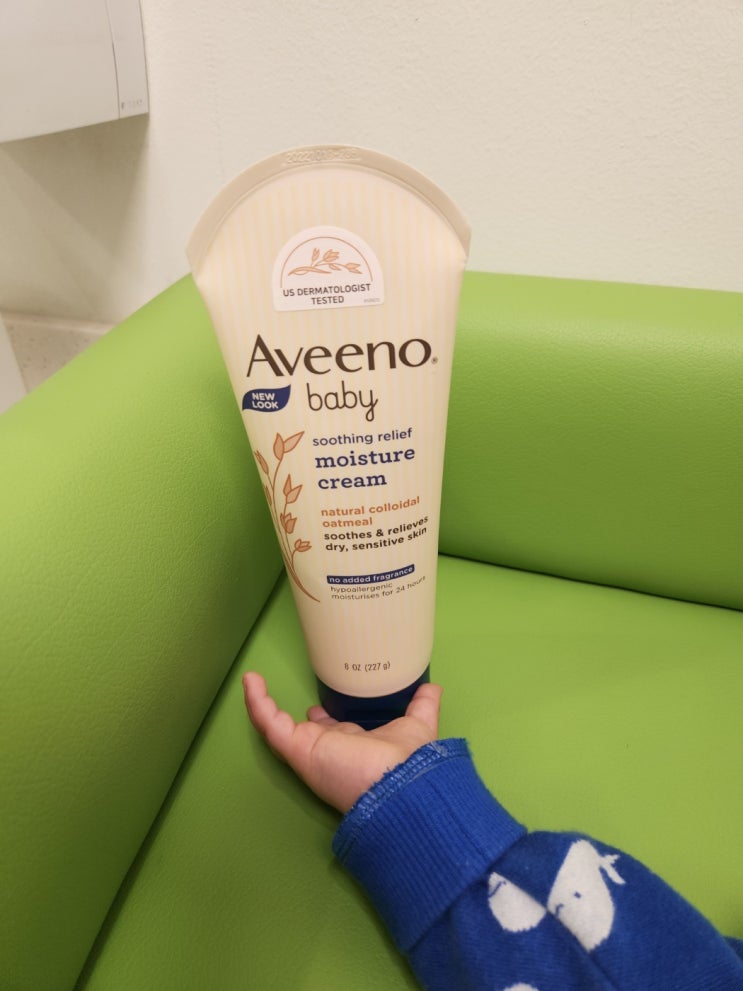 US DERMATOLOGIST
TESTED
Aveeno®
baby
NEW
LOOK
soothing relief
moisture
cream
natural colloidal
oatmeal
soothes & relieves
dry, sensitive skin
no added fragrance
hypoallergenic
moisturises for 24 hours
8 OZ (227 g)